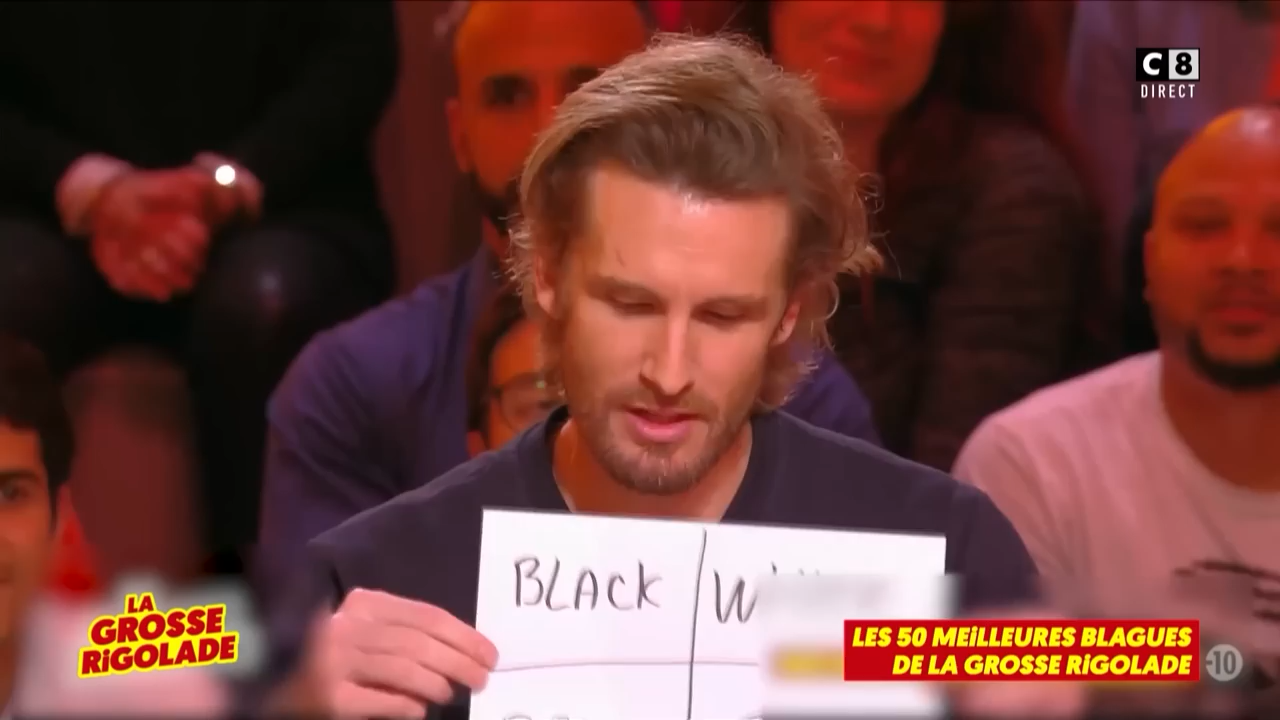 C8
DIRECT
BLACK
LA
GROSSE
RiGOLADE
LES 50 MEiLLEURES BLAGUES
DE LA GROSSE RiGOLADE
-10